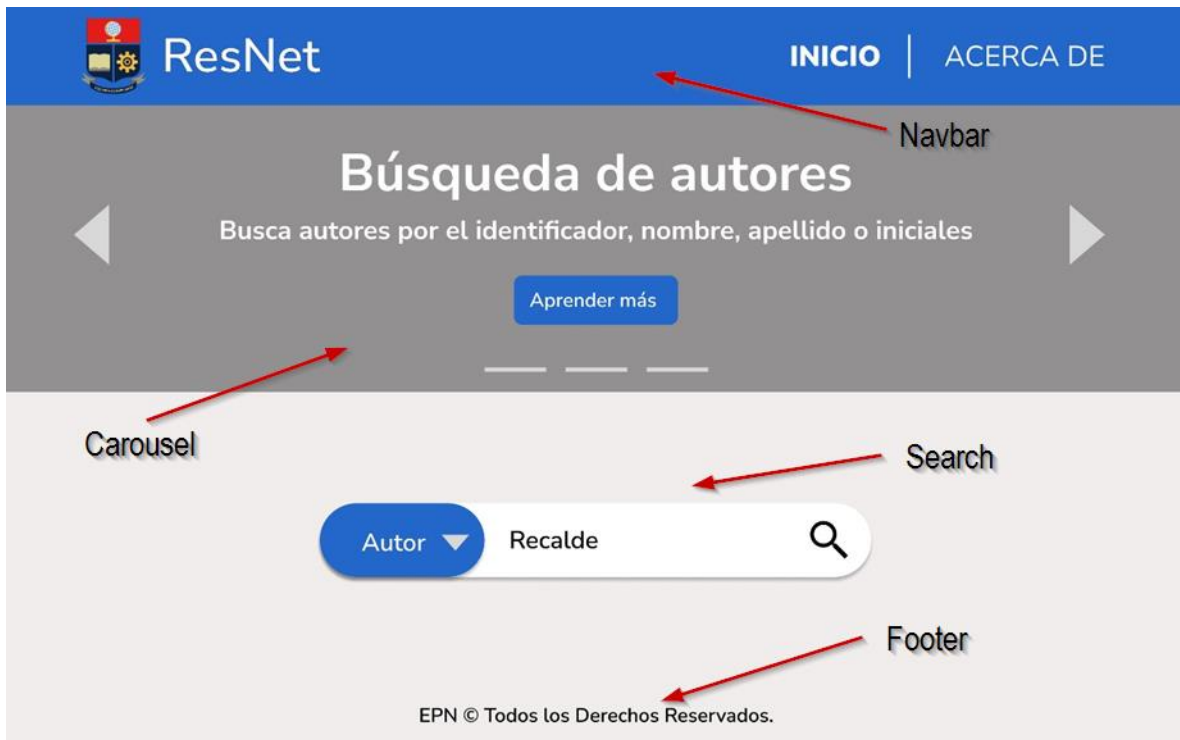 ResNet
INICIO | ACERCA DE
Navbar
Búsqueda de autores
Busca autores por el identificador, nombre, apellido o iniciales
Aprender más
Carousel
Search
Autor
Recalde
Footer
EPN © Todos los Derechos Reservados.